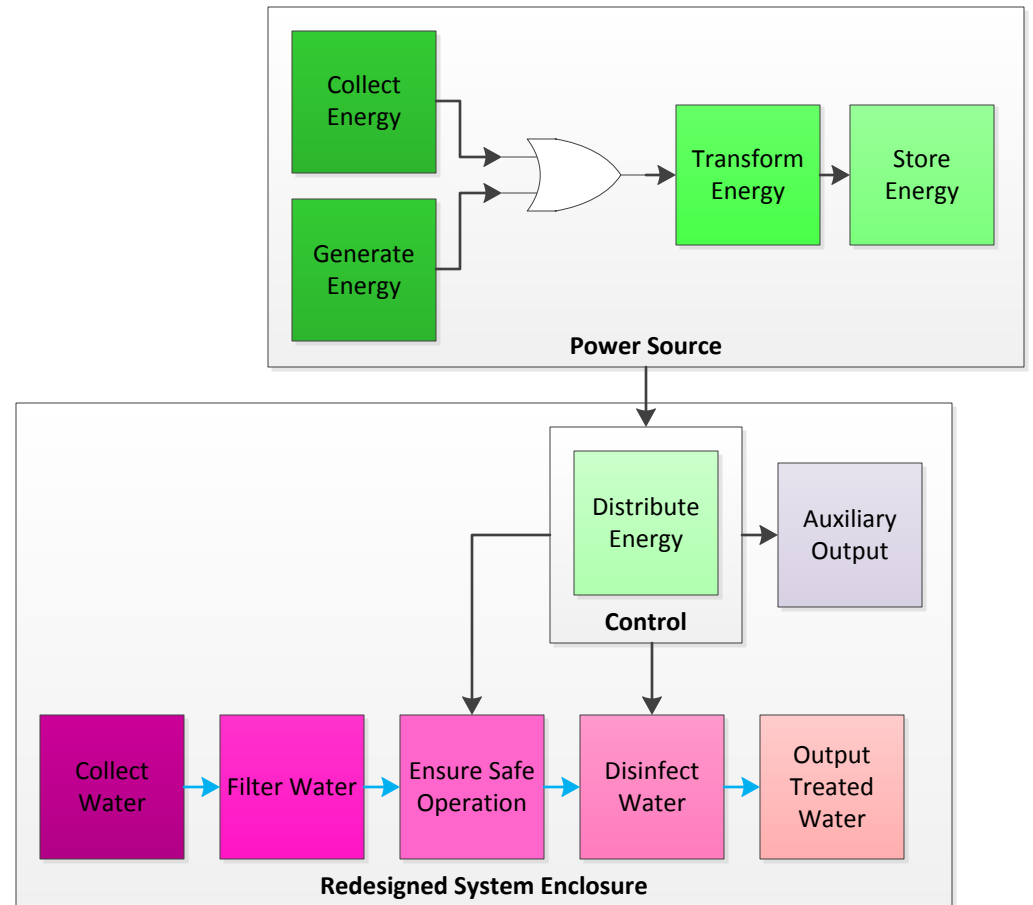 Collect
Energy
Generate
Energy
Transform
Energy
Store
Energy
Power Source
Distribute
Energy
Control
Auxiliary
Output
Collect
Water
Filter Water
Ensure Safe
Operation
Disinfect
Water
Output
Treated
Water
Redesigned System Enclosure